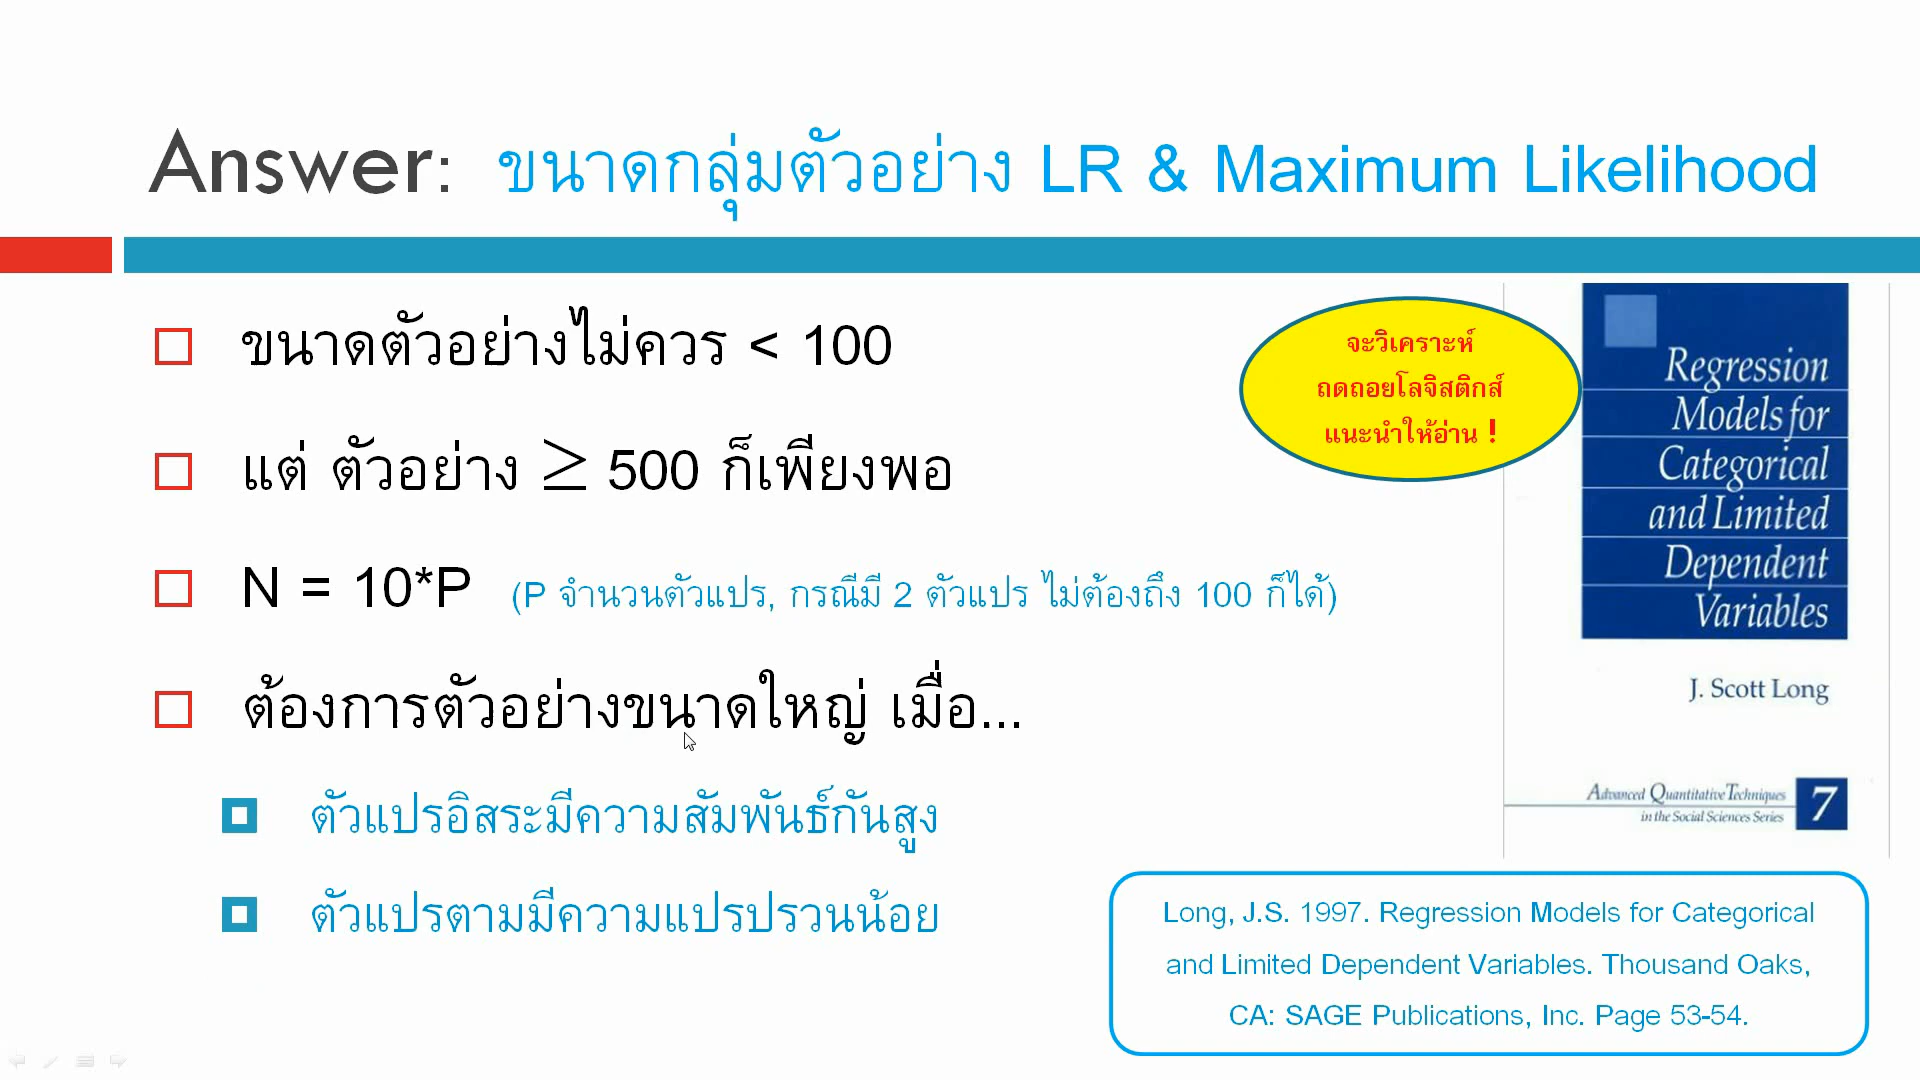 Answer: ขนาดกลุ่มตัวอย่าง LR & Maximum Likelihood
ขนาดตัวอย่างไม่ควร < 100
แต่ ตัวอย่าง ≥ 500 ก็เพียงพอ
N = 10*P (P จำนวนตัวแปร, กรณีมี 2 ตัวแปร ไม่ต้องถึง 100 ก็ได้)
ต้องการตัวอย่างขนาดใหญ่ เมื่อ...
ตัวแปรอิสระมีความสัมพันธ์กันสูง
ตัวแปรตามมีความแปรปรวนน้อย
จะวิเคราะห์
ถดถอยโลจิสติกส์
แนะนำให้อ่าน !
Regression
Models for
Categorical
and Limited
Dependent
Variables
J. Scott Long
Advanced Quantitative Techniques
in the Social Sciences Series
7
Long, J.S. 1997. Regression Models for Categorical
and Limited Dependent Variables. Thousand Oaks,
CA: SAGE Publications, Inc. Page 53-54.